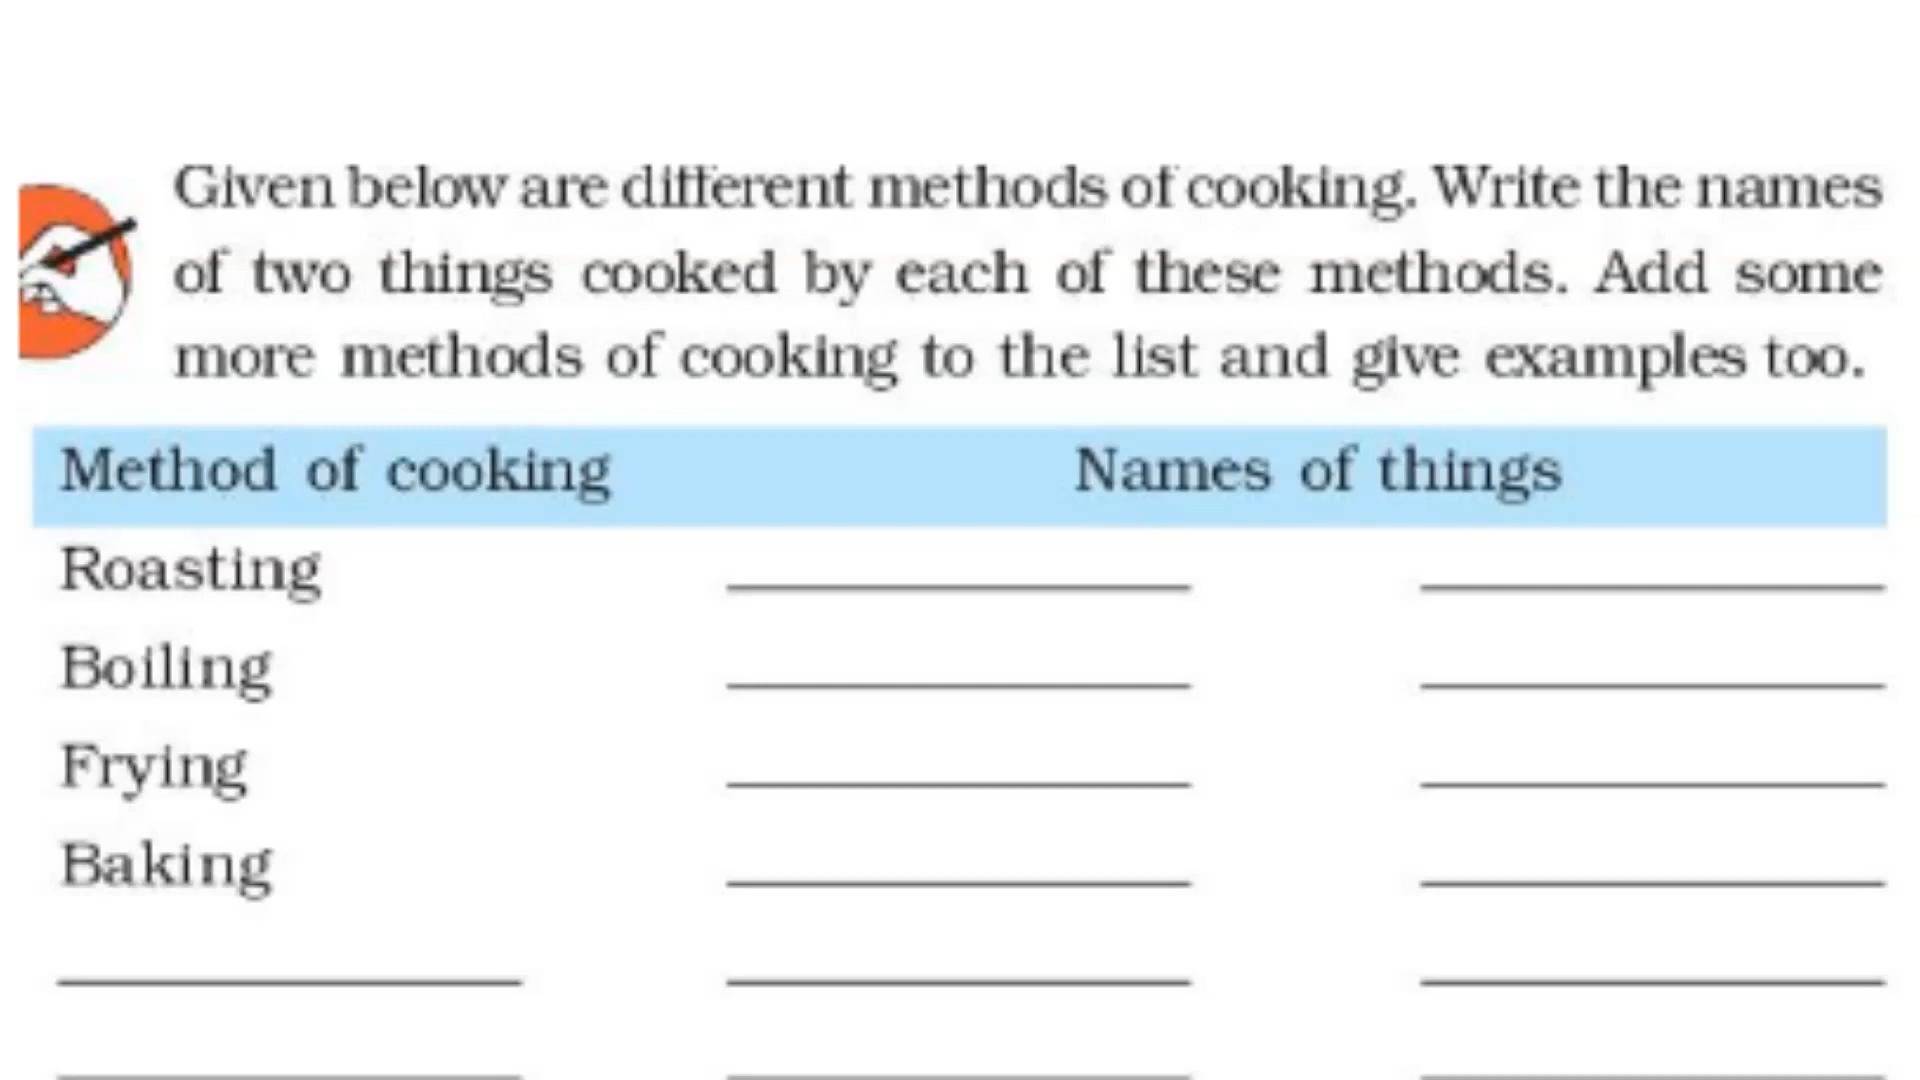 Given below are different methods of cooking. Write the names
of two things cooked by each of these methods. Add some
more methods of cooking to the list and give examples too.
Method of cooking Names of things
Roasting
Boiling
Frying
Baking